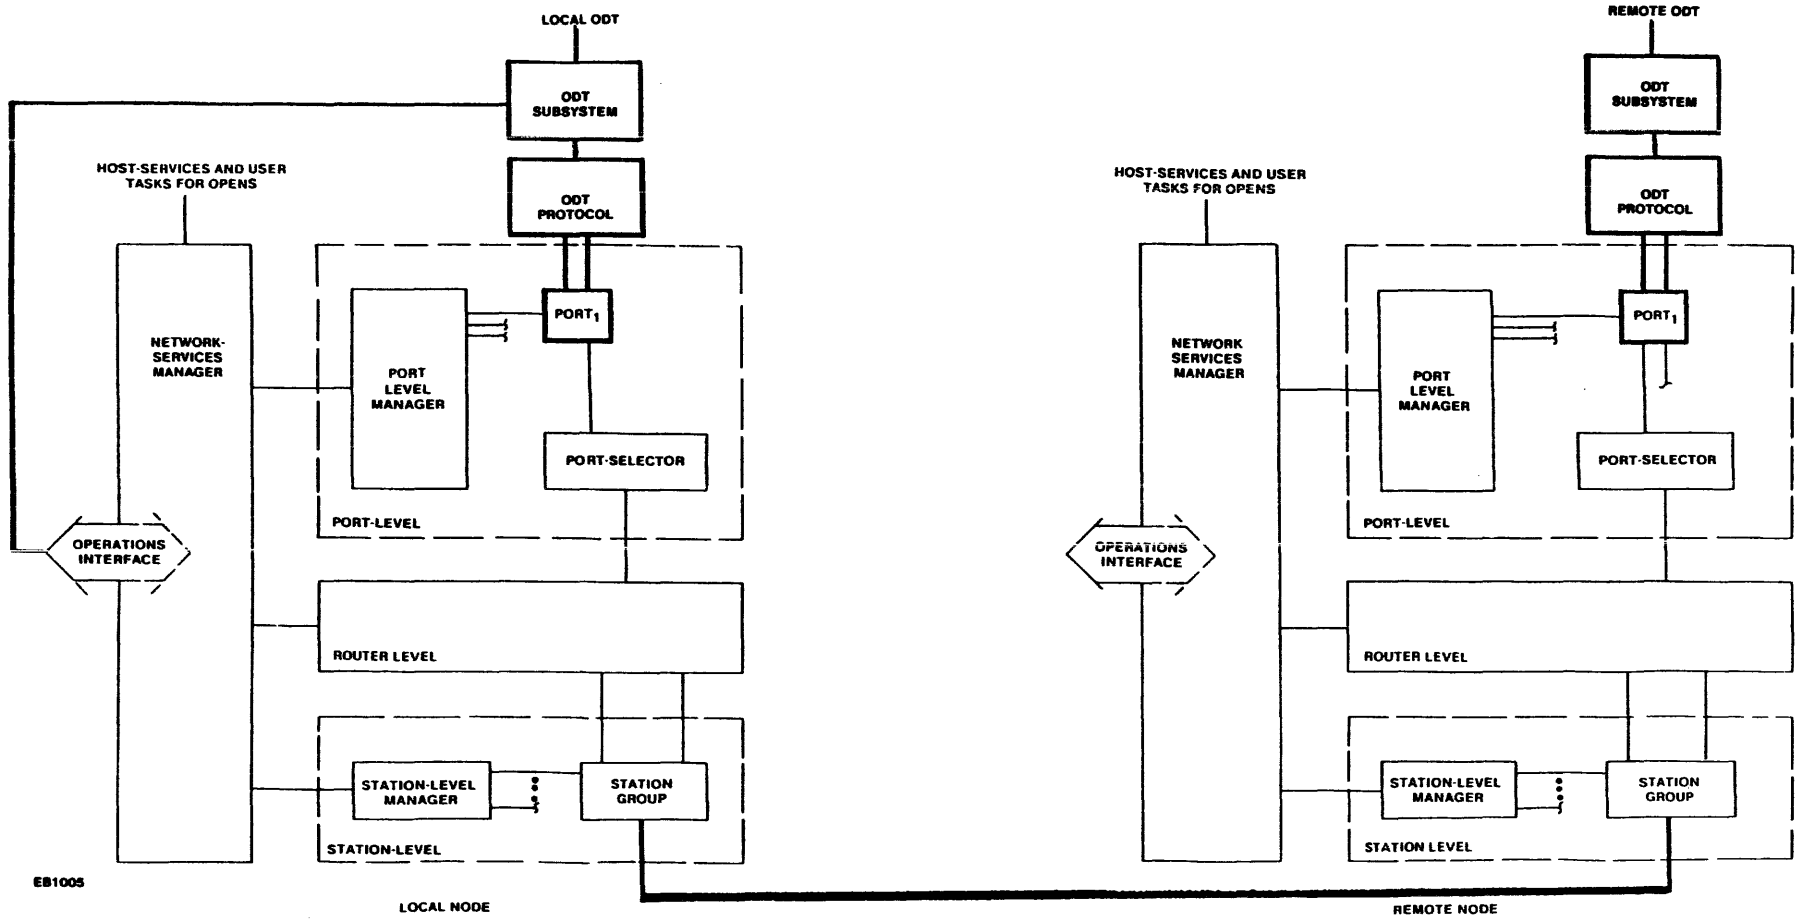 LOCAL ODT
ODT
SUBSYSTEM
HOST-SERVICES AND USER
TASKS FOR OPENS
ODT
PROTOCOL
PORT1
NETWORK-
SERVICES
MANAGER
PORT
LEVEL
MANAGER
PORT-SELECTOR
PORT-LEVEL
OPERATIONS
INTERFACE
ROUTER LEVEL
STATION-LEVEL
MANAGER
STATION
GROUP
STATION-LEVEL
EB1005
LOCAL NODE
REMOTE ODT
ODT
SUBSYSTEM
HOST-SERVICES AND USER
TASKS FOR OPENS
ODT
PROTOCOL
PORT1
NETWORK
SERVICES
MANAGER
PORT
LEVEL
MANAGER
PORT-SELECTOR
PORT-LEVEL
OPERATIONS
INTERFACE
ROUTER LEVEL
STATION-LEVEL
MANAGER
STATION
GROUP
STATION LEVEL
REMOTE NODE